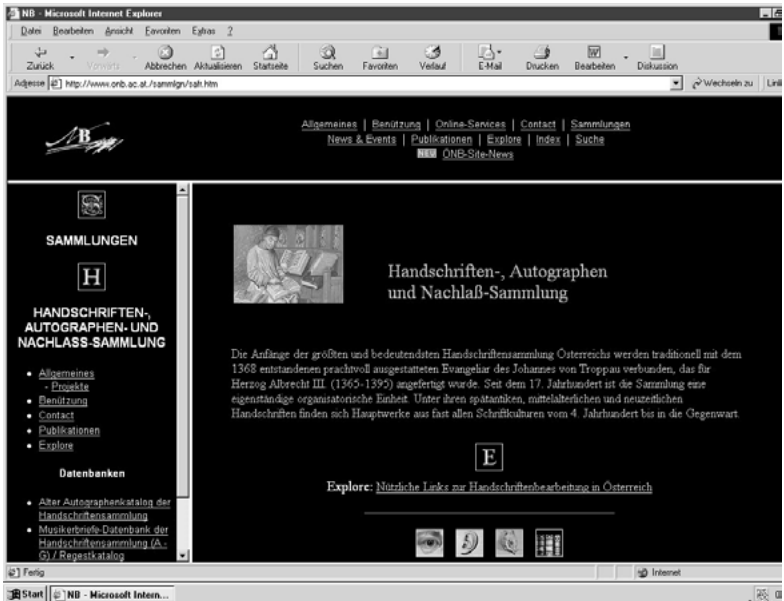 NB - Microsoft Internet Explorer
Datei Bearbeiten Ansicht Favoriten Extras ?
Zurück Vorwärts Abbrechen Aktualisieren Startseite Suchen Favoriten Verlauf E-Mail Drucken Bearbeiten Diskussion
Adresse http://www.onb.ac.at./sammlgn/safr.htm Wechseln zu
NB
Allgemeines | Benützung | Online-Services | Contact | Sammlungen
News & Events | Publikationen | Explore | Index | Suche
NEU ÖNB-Site-News
S
SAMMLUNGEN
H
HANDSCHRIFTEN-,
AUTOGRAPHEN- UND
NACHLASS-SAMMLUNG
Allgemeines
- Projekte
Benützung
Contact
Publikationen
Explore
Datenbanken
Alter Autographenkatalog der
Handschriftensammlung
Musikerbriefe-Datenbank der
Handschriftensammlung (A -
G) / Regestkatalog
Handschriften-, Autographen
und Nachlaß-Sammlung
Die Anfänge der größten und bedeutendsten Handschriftensammlung Österreichs werden traditionell mit dem
1368 entstandenen prachtvoll ausgestatteten Evangeliar des Johannes von Troppau verbunden, das für
Herzog Albrecht III. (1365-1395) angefertigt wurde. Seit dem 17. Jahrhundert ist die Sammlung eine
eigenständige organisatorische Einheit. Unter ihren spätantiken, mittelalterlichen und neuzeitlichen
Handschriften finden sich Hauptwerke aus fast allen Schriftkulturen vom 4. Jahrhundert bis in die Gegenwart.
E
Explore: Nützliche Links zur Handschriftenbearbeitung in Österreich
Fertig Internet
Start NB - Microsoft Intern...